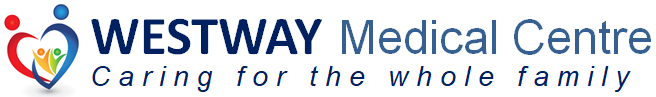 WESTWAY Medical Centre
Caring for the whole family